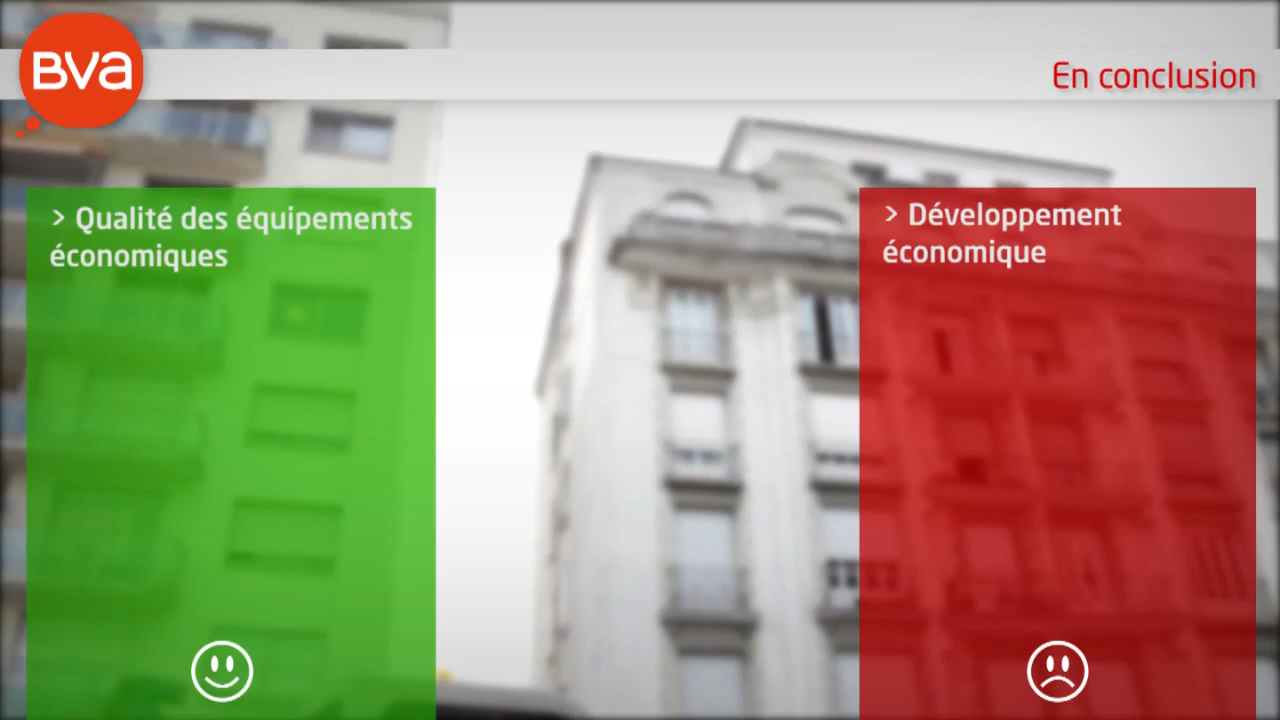 BVa
En conclusion
> Qualité des équipements
économiques
> Développement
économique